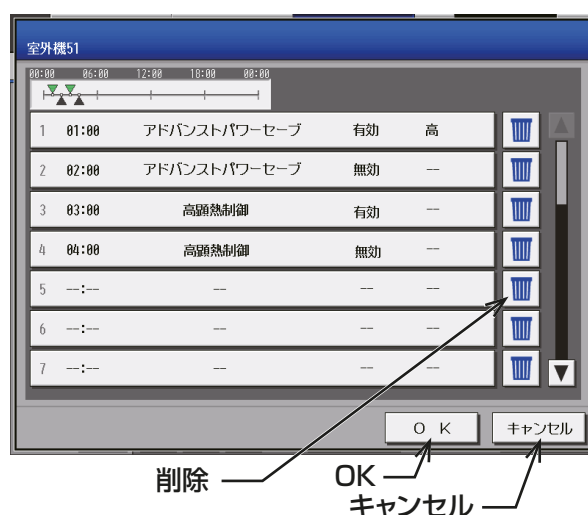 室外機51
00:00 06:00 12:00 18:00 00:00
1 01:00 アドバンストパワーセーブ 有効 高
2 02:00 アドバンストパワーセーブ 無効 --
3 03:00 高顕熱制御 有効 --
4 04:00 高顕熱制御 無効 --
5 --:-- -- -- --
6 --:-- -- -- --
7 --:-- -- -- --
OK キャンセル
削除 OK
キャンセル